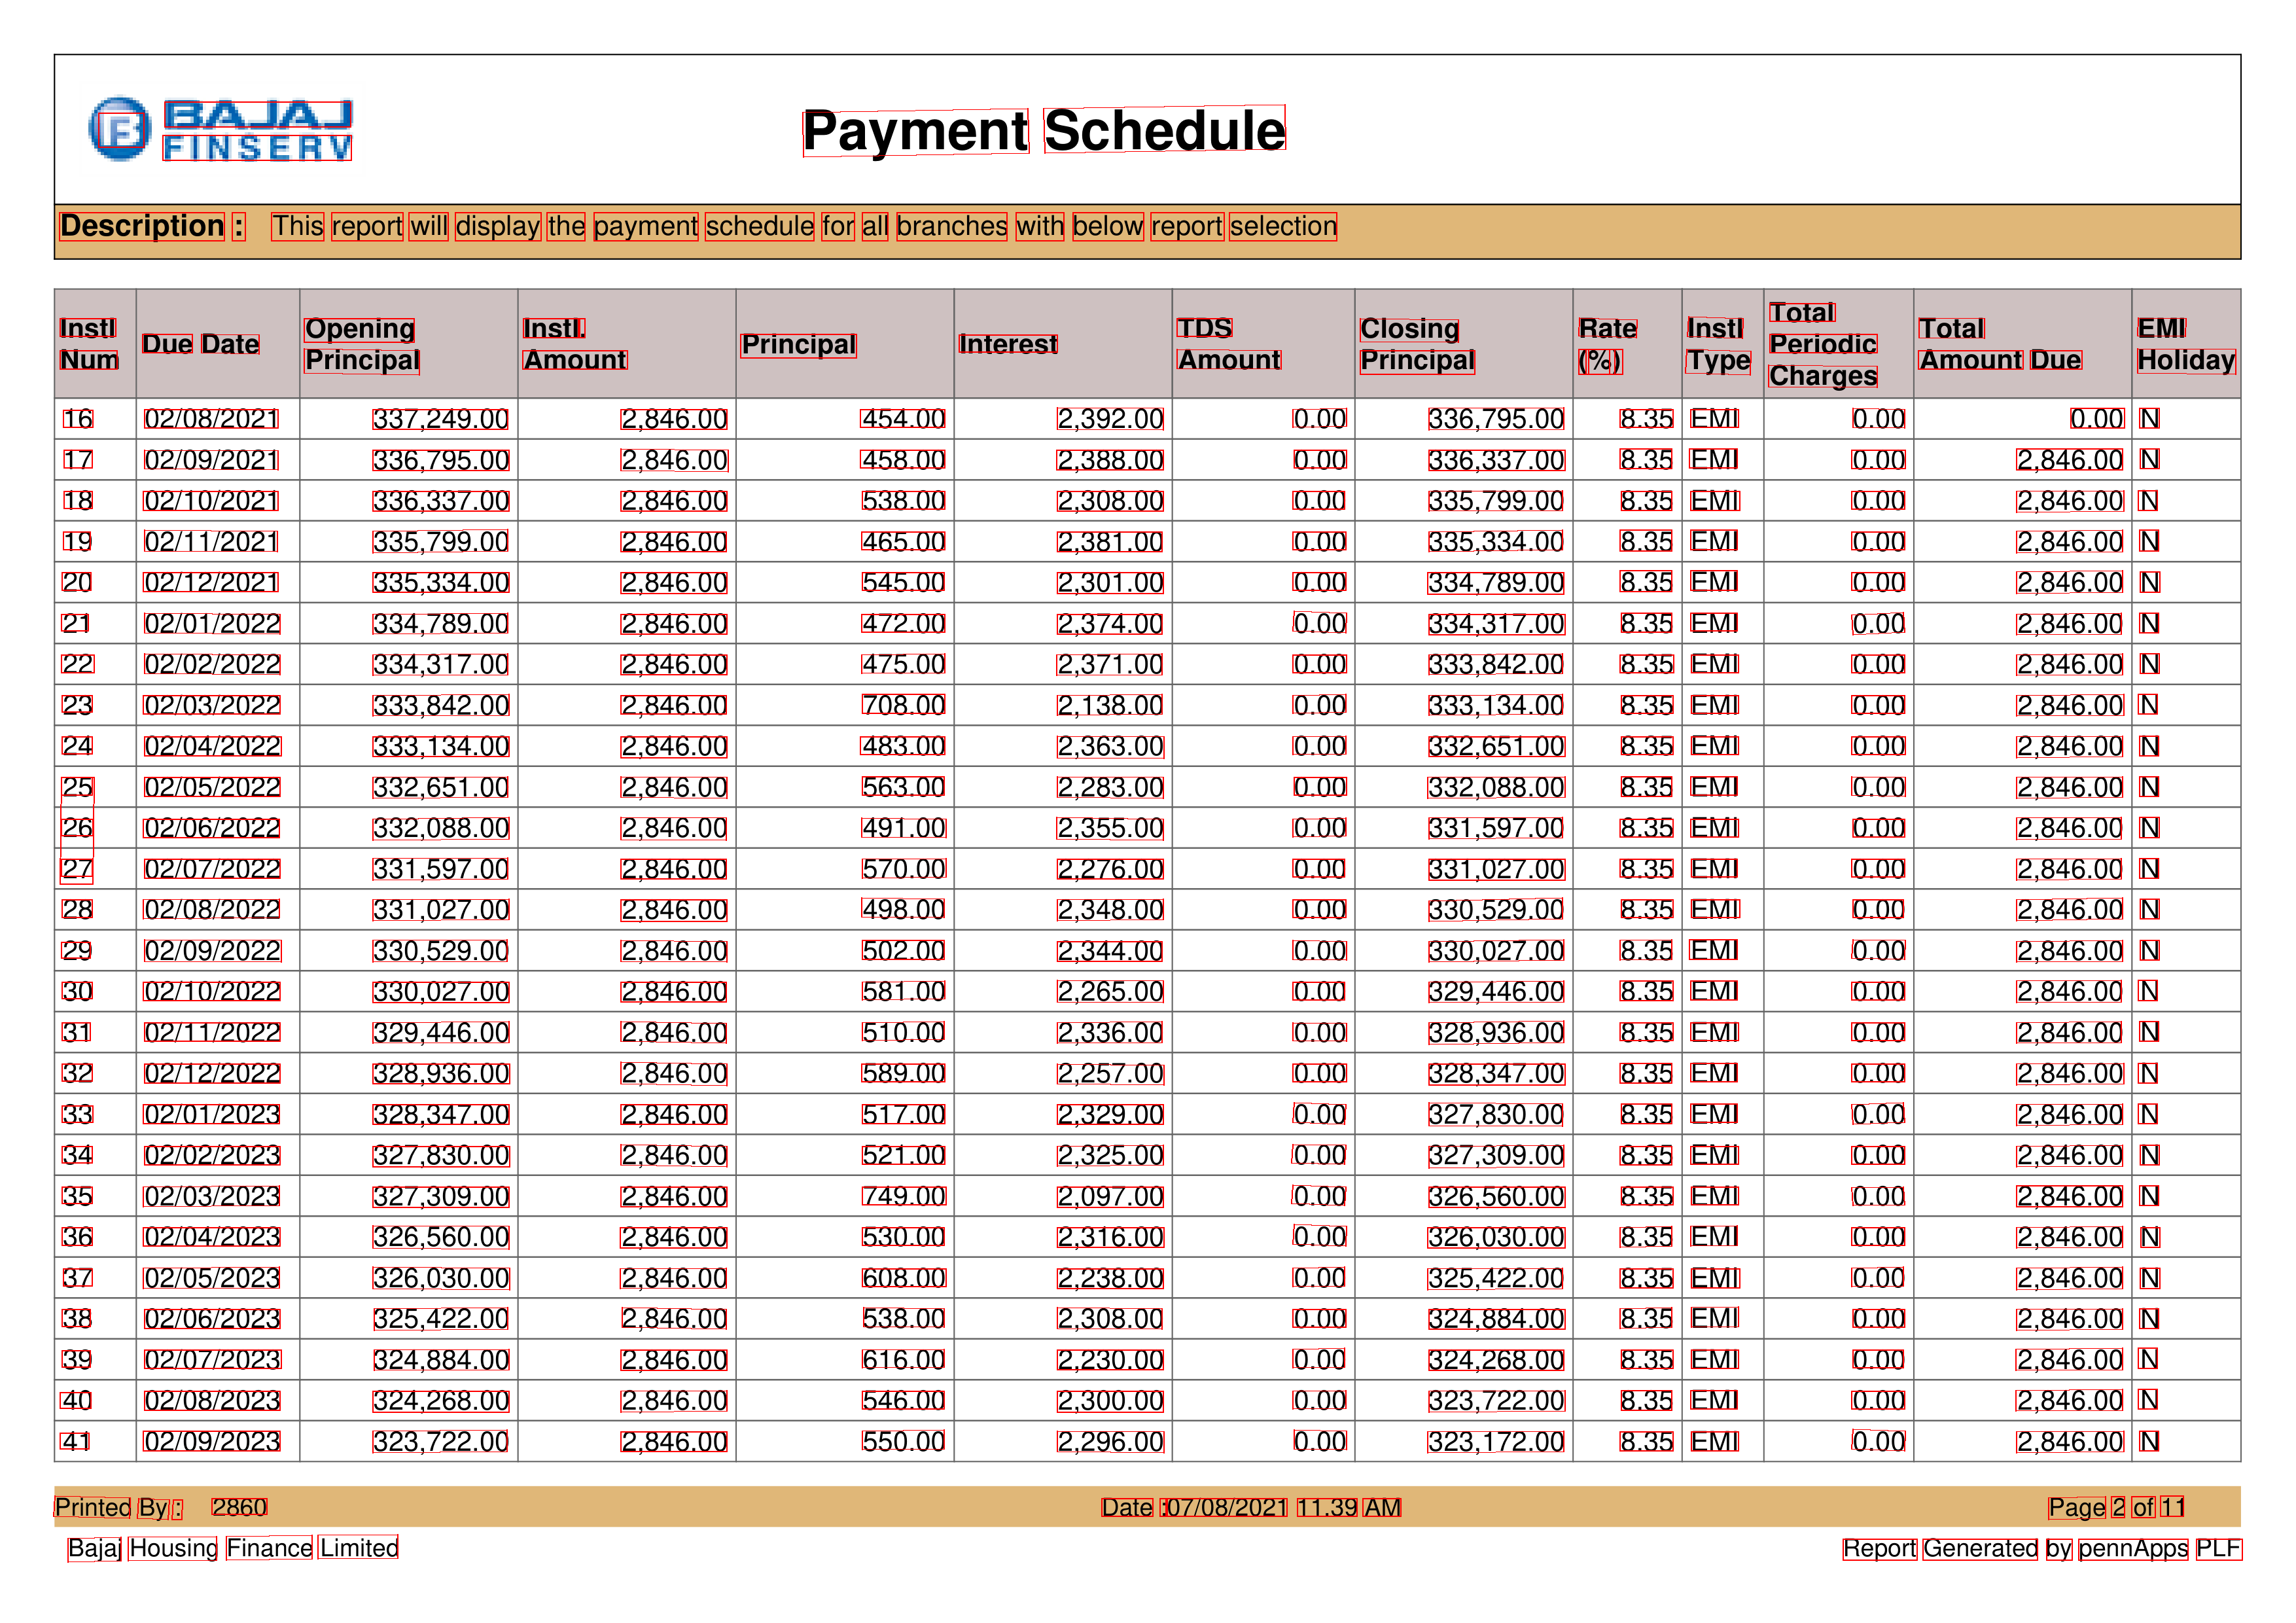 BAJAJ
FINSERV
Payment Schedule
Description : This report will display the payment schedule for all branches with below report selection
Instl Num Due Date Opening Principal Instl. Amount Principal Interest TDS Amount Closing Principal Rate (%) Instl Type Total Periodic Charges Total Amount Due EMI Holiday
16 02/08/2021 337,249.00 2,846.00 454.00 2,392.00 0.00 336,795.00 8.35 EMI 0.00 0.00 N
17 02/09/2021 336,795.00 2,846.00 458.00 2,388.00 0.00 336,337.00 8.35 EMI 0.00 2,846.00 N
18 02/10/2021 336,337.00 2,846.00 538.00 2,308.00 0.00 335,799.00 8.35 EMI 0.00 2,846.00 N
19 02/11/2021 335,799.00 2,846.00 465.00 2,381.00 0.00 335,334.00 8.35 EMI 0.00 2,846.00 N
20 02/12/2021 335,334.00 2,846.00 545.00 2,301.00 0.00 334,789.00 8.35 EMI 0.00 2,846.00 N
21 02/01/2022 334,789.00 2,846.00 472.00 2,374.00 0.00 334,317.00 8.35 EMI 0.00 2,846.00 N
22 02/02/2022 334,317.00 2,846.00 475.00 2,371.00 0.00 333,842.00 8.35 EMI 0.00 2,846.00 N
23 02/03/2022 333,842.00 2,846.00 708.00 2,138.00 0.00 333,134.00 8.35 EMI 0.00 2,846.00 N
24 02/04/2022 333,134.00 2,846.00 483.00 2,363.00 0.00 332,651.00 8.35 EMI 0.00 2,846.00 N
25 02/05/2022 332,651.00 2,846.00 563.00 2,283.00 0.00 332,088.00 8.35 EMI 0.00 2,846.00 N
26 02/06/2022 332,088.00 2,846.00 491.00 2,355.00 0.00 331,597.00 8.35 EMI 0.00 2,846.00 N
27 02/07/2022 331,597.00 2,846.00 570.00 2,276.00 0.00 331,027.00 8.35 EMI 0.00 2,846.00 N
28 02/08/2022 331,027.00 2,846.00 498.00 2,348.00 0.00 330,529.00 8.35 EMI 0.00 2,846.00 N
29 02/09/2022 330,529.00 2,846.00 502.00 2,344.00 0.00 330,027.00 8.35 EMI 0.00 2,846.00 N
30 02/10/2022 330,027.00 2,846.00 581.00 2,265.00 0.00 329,446.00 8.35 EMI 0.00 2,846.00 N
31 02/11/2022 329,446.00 2,846.00 510.00 2,336.00 0.00 328,936.00 8.35 EMI 0.00 2,846.00 N
32 02/12/2022 328,936.00 2,846.00 589.00 2,257.00 0.00 328,347.00 8.35 EMI 0.00 2,846.00 N
33 02/01/2023 328,347.00 2,846.00 517.00 2,329.00 0.00 327,830.00 8.35 EMI 0.00 2,846.00 N
34 02/02/2023 327,830.00 2,846.00 521.00 2,325.00 0.00 327,309.00 8.35 EMI 0.00 2,846.00 N
35 02/03/2023 327,309.00 2,846.00 749.00 2,097.00 0.00 326,560.00 8.35 EMI 0.00 2,846.00 N
36 02/04/2023 326,560.00 2,846.00 530.00 2,316.00 0.00 326,030.00 8.35 EMI 0.00 2,846.00 N
37 02/05/2023 326,030.00 2,846.00 608.00 2,238.00 0.00 325,422.00 8.35 EMI 0.00 2,846.00 N
38 02/06/2023 325,422.00 2,846.00 538.00 2,308.00 0.00 324,884.00 8.35 EMI 0.00 2,846.00 N
39 02/07/2023 324,884.00 2,846.00 616.00 2,230.00 0.00 324,268.00 8.35 EMI 0.00 2,846.00 N
40 02/08/2023 324,268.00 2,846.00 546.00 2,300.00 0.00 323,722.00 8.35 EMI 0.00 2,846.00 N
41 02/09/2023 323,722.00 2,846.00 550.00 2,296.00 0.00 323,172.00 8.35 EMI 0.00 2,846.00 N
Printed By : 2860 Date :07/08/2021 11.39 AM Page 2 of 11
Bajaj Housing Finance Limited Report Generated by pennApps PLF